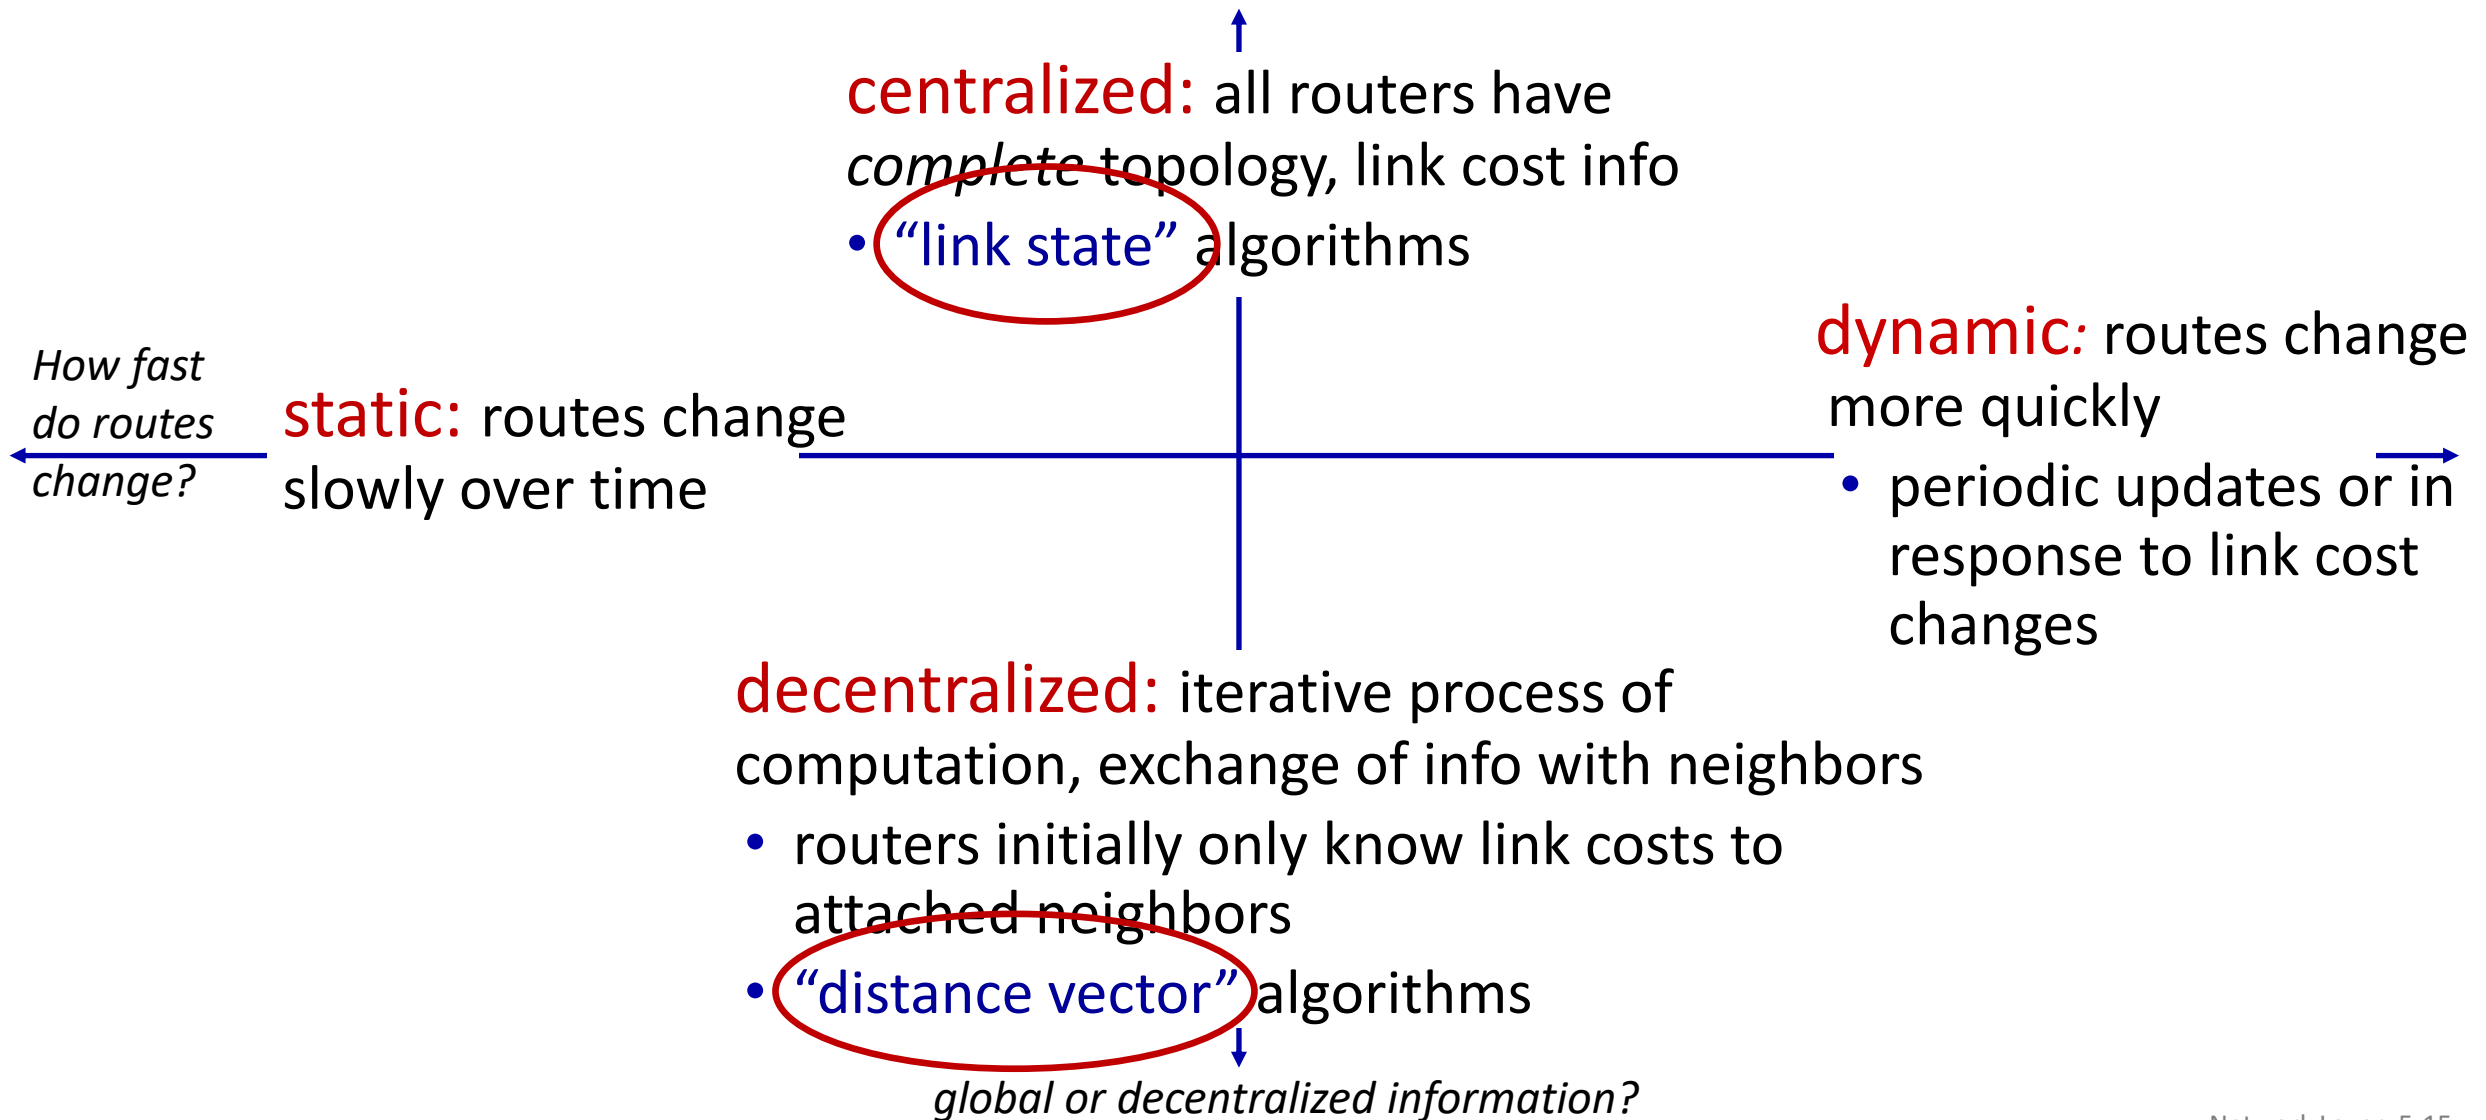 centralized: all routers have
complete topology, link cost info
• “link state” algorithms
How fast
do routes
change?
static: routes change
slowly over time
dynamic: routes change
more quickly
• periodic updates or in
response to link cost
changes
decentralized: iterative process of
computation, exchange of info with neighbors
• routers initially only know link costs to
attached neighbors
• “distance vector” algorithms
global or decentralized information?